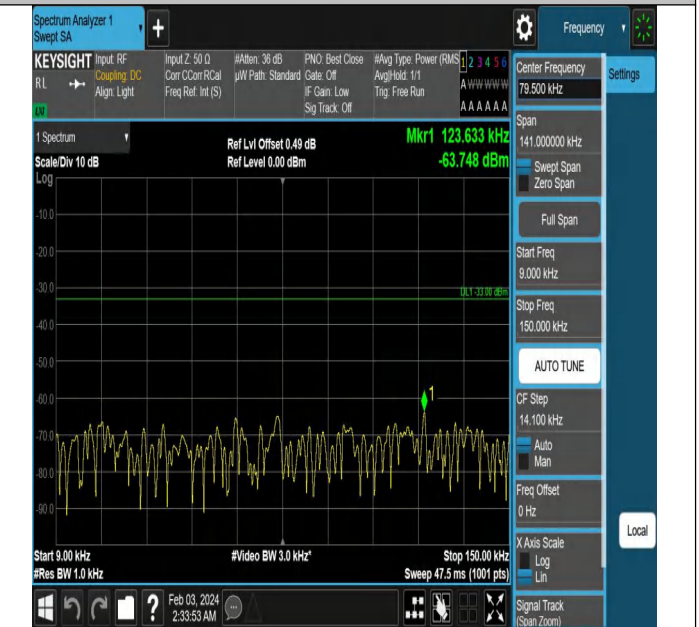 Spectrum Analyzer 1
Swept SA
Frequency
KEYSIGHT
RL
Input: RF
Coupling: DC
Align: Light
Input Z: 50 Ω
Corr CCorr RCal
Freq Ref: Int (S)
#Atten: 36 dB
µW Path: Standard
PNO: Best Close
Gate: Off
IF Gain: Low
Sig Track: Off
#Avg Type: Power (RMS
Avg|Hold: 1/1
Trig: Free Run
1 2 3 4 5 6
A W W W W W
A A A A A A
1 Spectrum
Scale/Div 10 dB
Log
Ref Lvl Offset 0.49 dB
Ref Level 0.00 dBm
Mkr1 123.633 kHz
-63.748 dBm
-10.0
-20.0
-30.0
DL1 -33.00 dBm
-40.0
-50.0
-60.0
1
-70.0
-80.0
-90.0
Start 9.00 kHz
#Res BW 1.0 kHz
#Video BW 3.0 kHz*
Stop 150.00 kHz
Sweep 47.5 ms (1001 pts)
Feb 03, 2024
2:33:53 AM
Center Frequency
79.500 kHz
Settings
Span
141.000000 kHz
Swept Span
Zero Span
Full Span
Start Freq
9.000 kHz
Stop Freq
150.000 kHz
AUTO TUNE
CF Step
14.100 kHz
Auto
Man
Freq Offset
0 Hz
X Axis Scale
Log
Lin
Local
Signal Track
(Span Zoom)